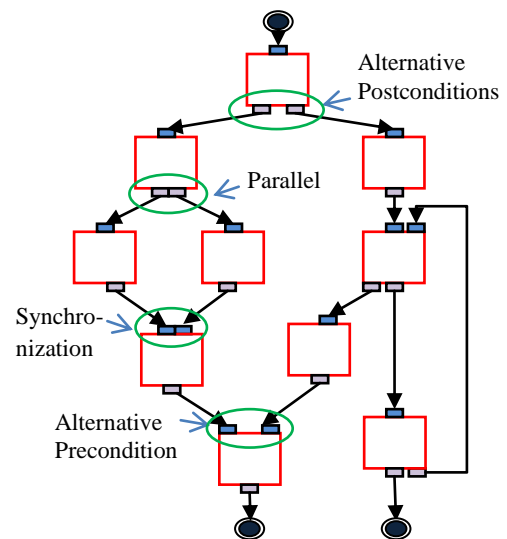 Alternative
Postconditions
Parallel
Synchro-
nization
Alternative
Precondition